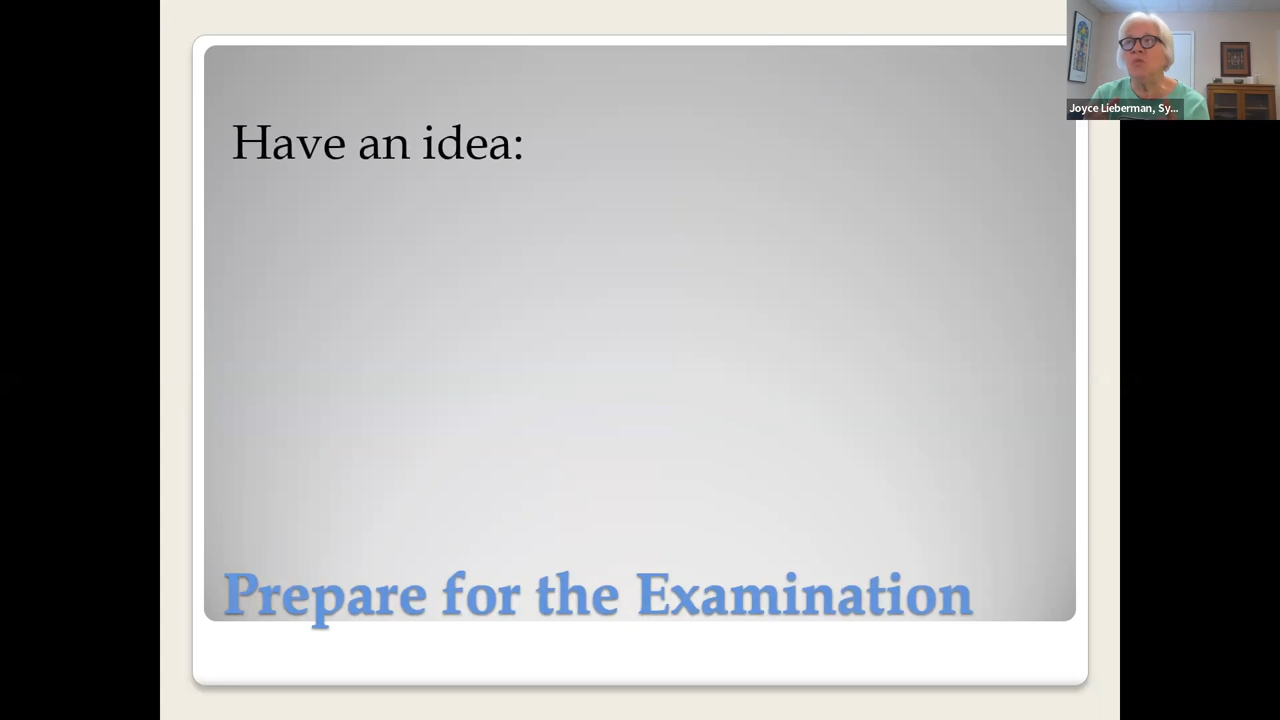 Have an idea:
Joyce Lieberman, Sy...
Prepare for the Examination